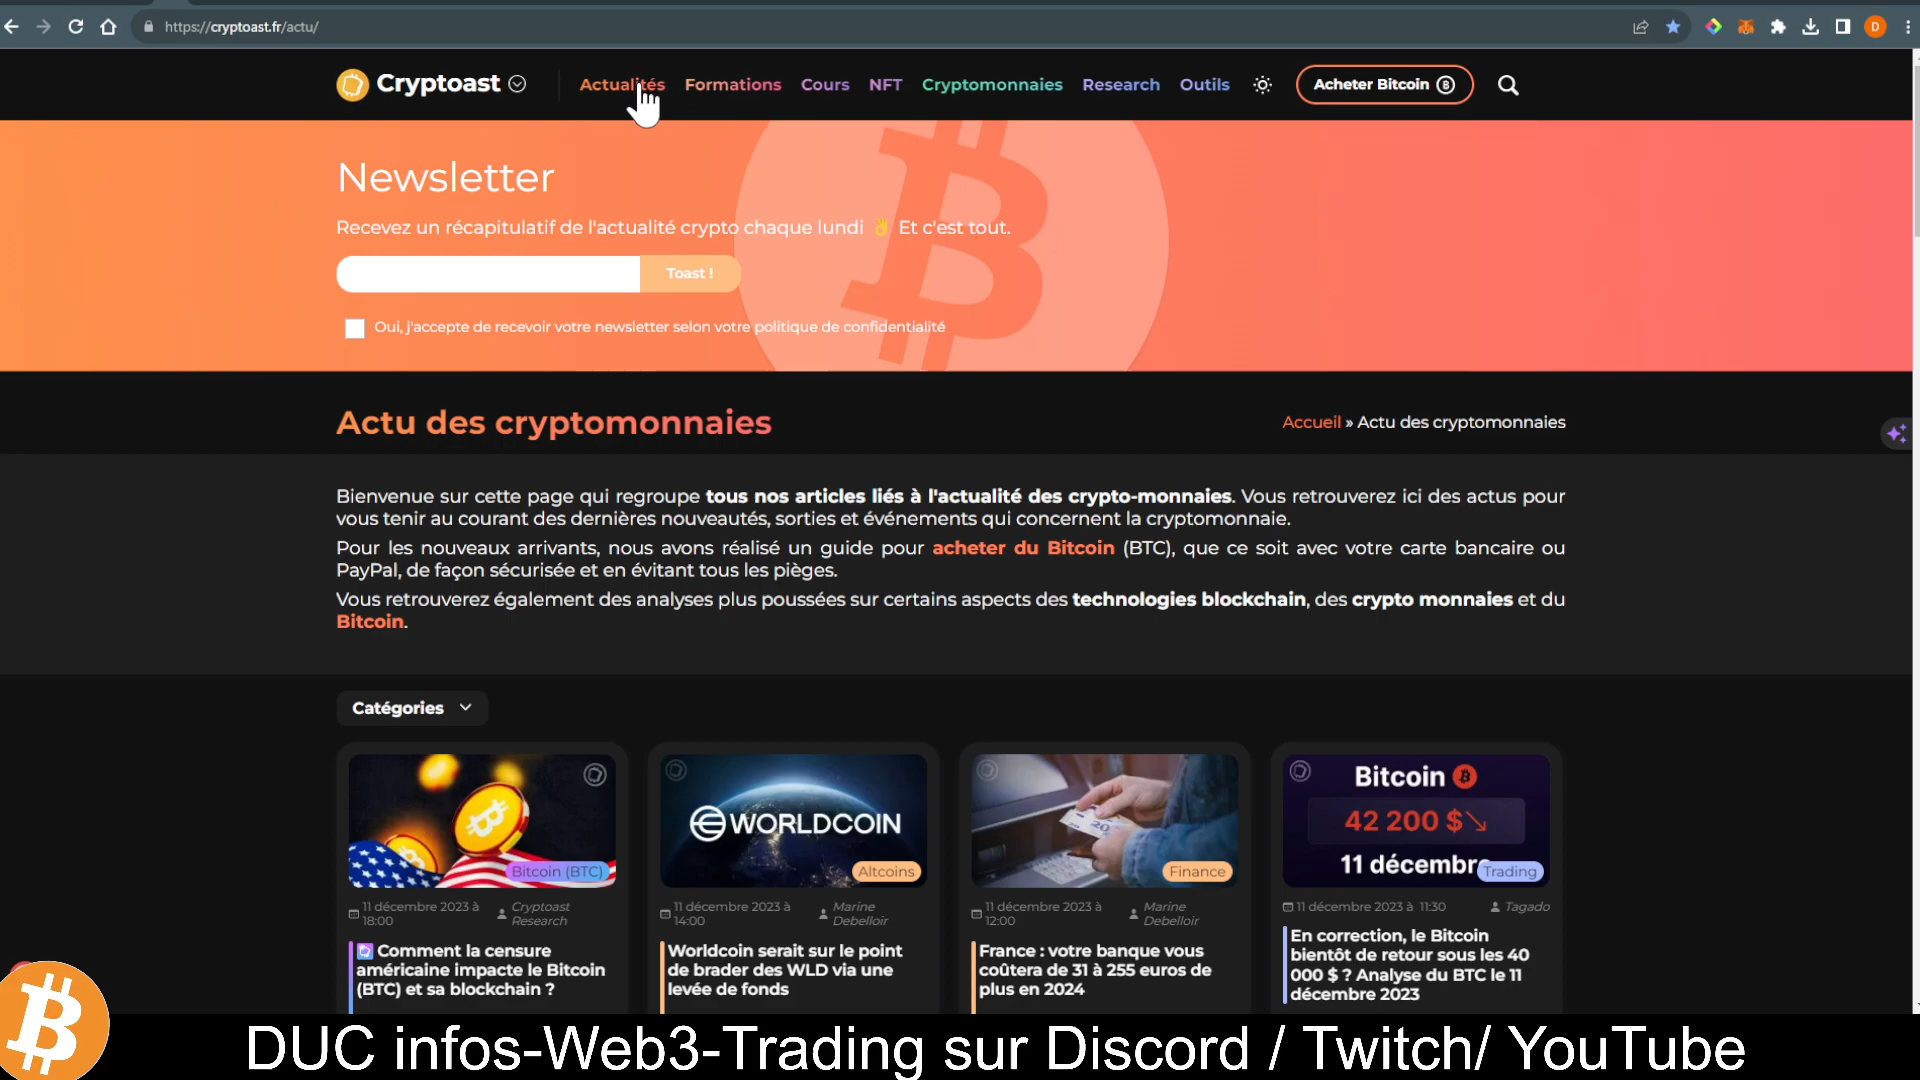 https://cryptoast.fr/actu/
D
Cryptoast
Actualités Formations Cours NFT Cryptomonnaies Research Outils
Acheter Bitcoin
Newsletter
Recevez un récapitulatif de l'actualité crypto chaque lundi 👌 Et c'est tout.
Toast !
Oui, j'accepte de recevoir votre newsletter selon votre politique de confidentialité
Actu des cryptomonnaies
Accueil » Actu des cryptomonnaies
Bienvenue sur cette page qui regroupe tous nos articles liés à l'actualité des crypto-monnaies. Vous retrouverez ici des actus pour
vous tenir au courant des dernières nouveautés, sorties et événements qui concernent la cryptomonnaie.
Pour les nouveaux arrivants, nous avons réalisé un guide pour acheter du Bitcoin (BTC), que ce soit avec votre carte bancaire ou
PayPal, de façon sécurisée et en évitant tous les pièges.
Vous retrouverez également des analyses plus poussées sur certains aspects des technologies blockchain, des crypto monnaies et du
Bitcoin.
Catégories
Bitcoin (BTC)
11 décembre 2023 à
18:00
Cryptoast
Research
Comment la censure
américaine impacte le Bitcoin
(BTC) et sa blockchain ?
WORLDCOIN
Altcoins
11 décembre 2023 à
14:00
Marine
Debelloir
Worldcoin serait sur le point
de brader des WLD via une
levée de fonds
20
Finance
11 décembre 2023 à
12:00
Marine
Debelloir
France : votre banque vous
coûtera de 31 à 255 euros de
plus en 2024
Bitcoin
42 200 $
11 décembre
Trading
11 décembre 2023 à 11:30
Tagado
En correction, le Bitcoin
bientôt de retour sous les 40
000 $ ? Analyse du BTC le 11
décembre 2023
DUC infos-Web3-Trading sur Discord / Twitch/ YouTube